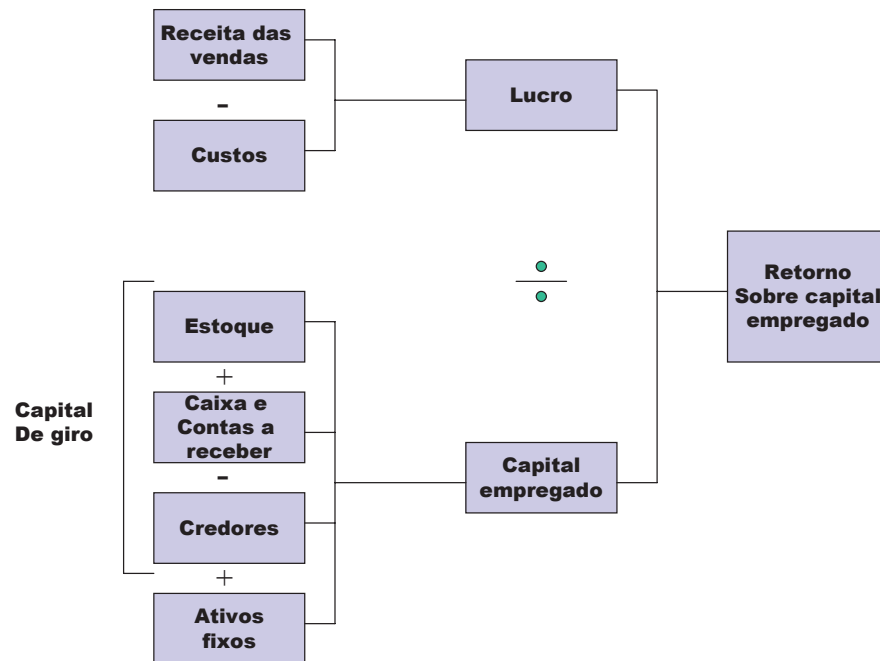 Receita das
vendas
-
Custos
Lucro
Retorno
Sobre capital
empregado
Capital
De giro
Estoque
+
Caixa e
Contas a
receber
-
Credores
+
Ativos
fixos
Capital
empregado